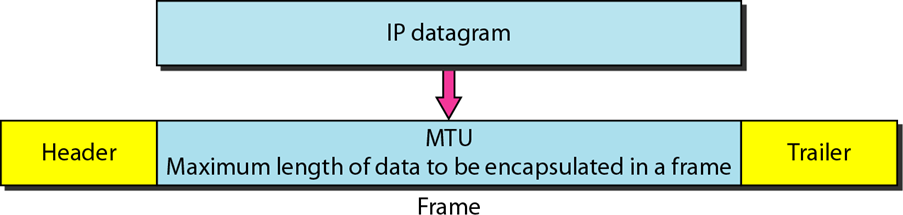 IP datagram
Header
MTU
Maximum length of data to be encapsulated in a frame
Trailer
Frame